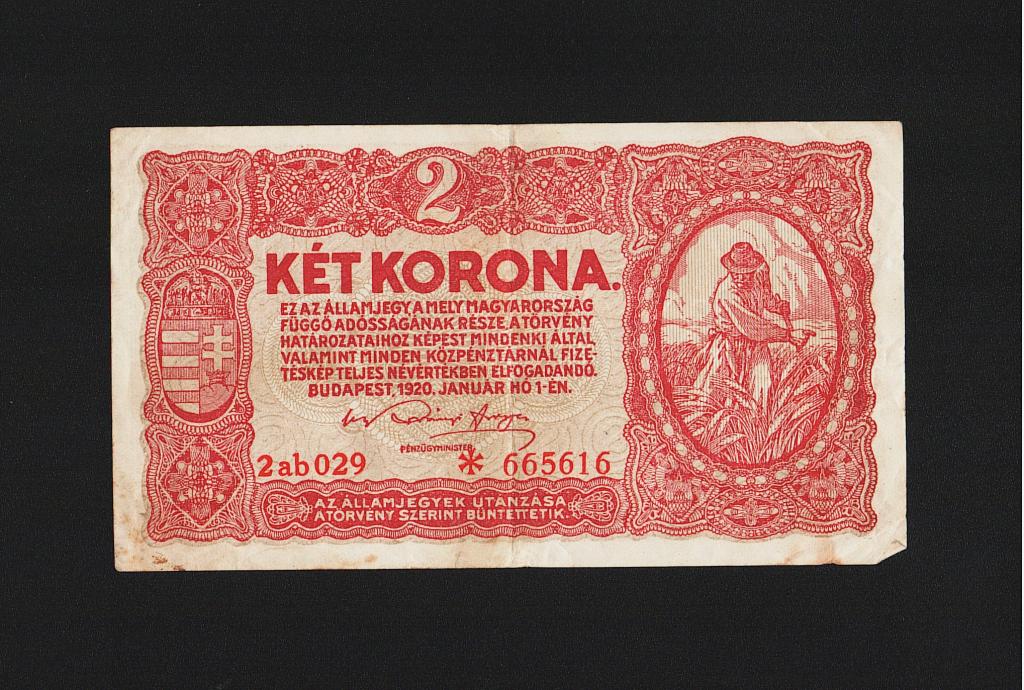 2
KÉT KORONA.
EZ AZ ÁLLAMJEGY, A MELY MAGYARORSZÁG
FÜGGŐ ADÓSSÁGÁNAK RÉSZE, A TÖRVÉNY
HATÁROZATAIHOZ KÉPEST MINDENKI ÁLTAL
VALAMINT MINDEN KÖZPÉNZTÁRNÁL FIZE-
TÉSKÉP TELJES NÉVÉRTÉKBEN ELFOGADANDÓ.
BUDAPEST, 1920. JANUÁR HÓ 1-ÉN.
PÉNZÜGYMINISTER
2ab029 * 665616
AZ ÁLLAMJEGYEK UTÁNZÁSA
A TÖRVÉNY SZERINT BÜNTETTETIK.